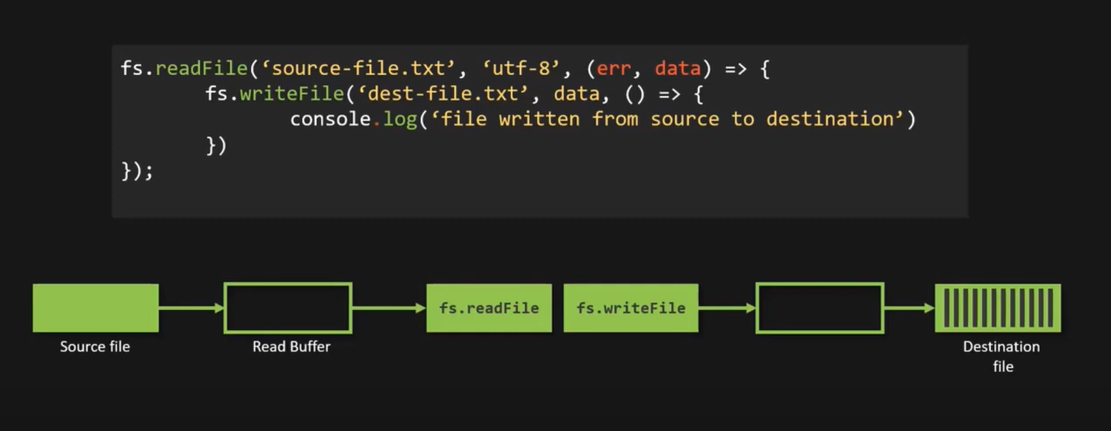 fs.readFile(‘source-file.txt’, ‘utf-8’, (err, data) => {
fs.writeFile(‘dest-file.txt’, data, () => {
console.log(‘file written from source to destination’)
})
});
fs.readFile
fs.writeFile
Source file
Read Buffer
Destination
file